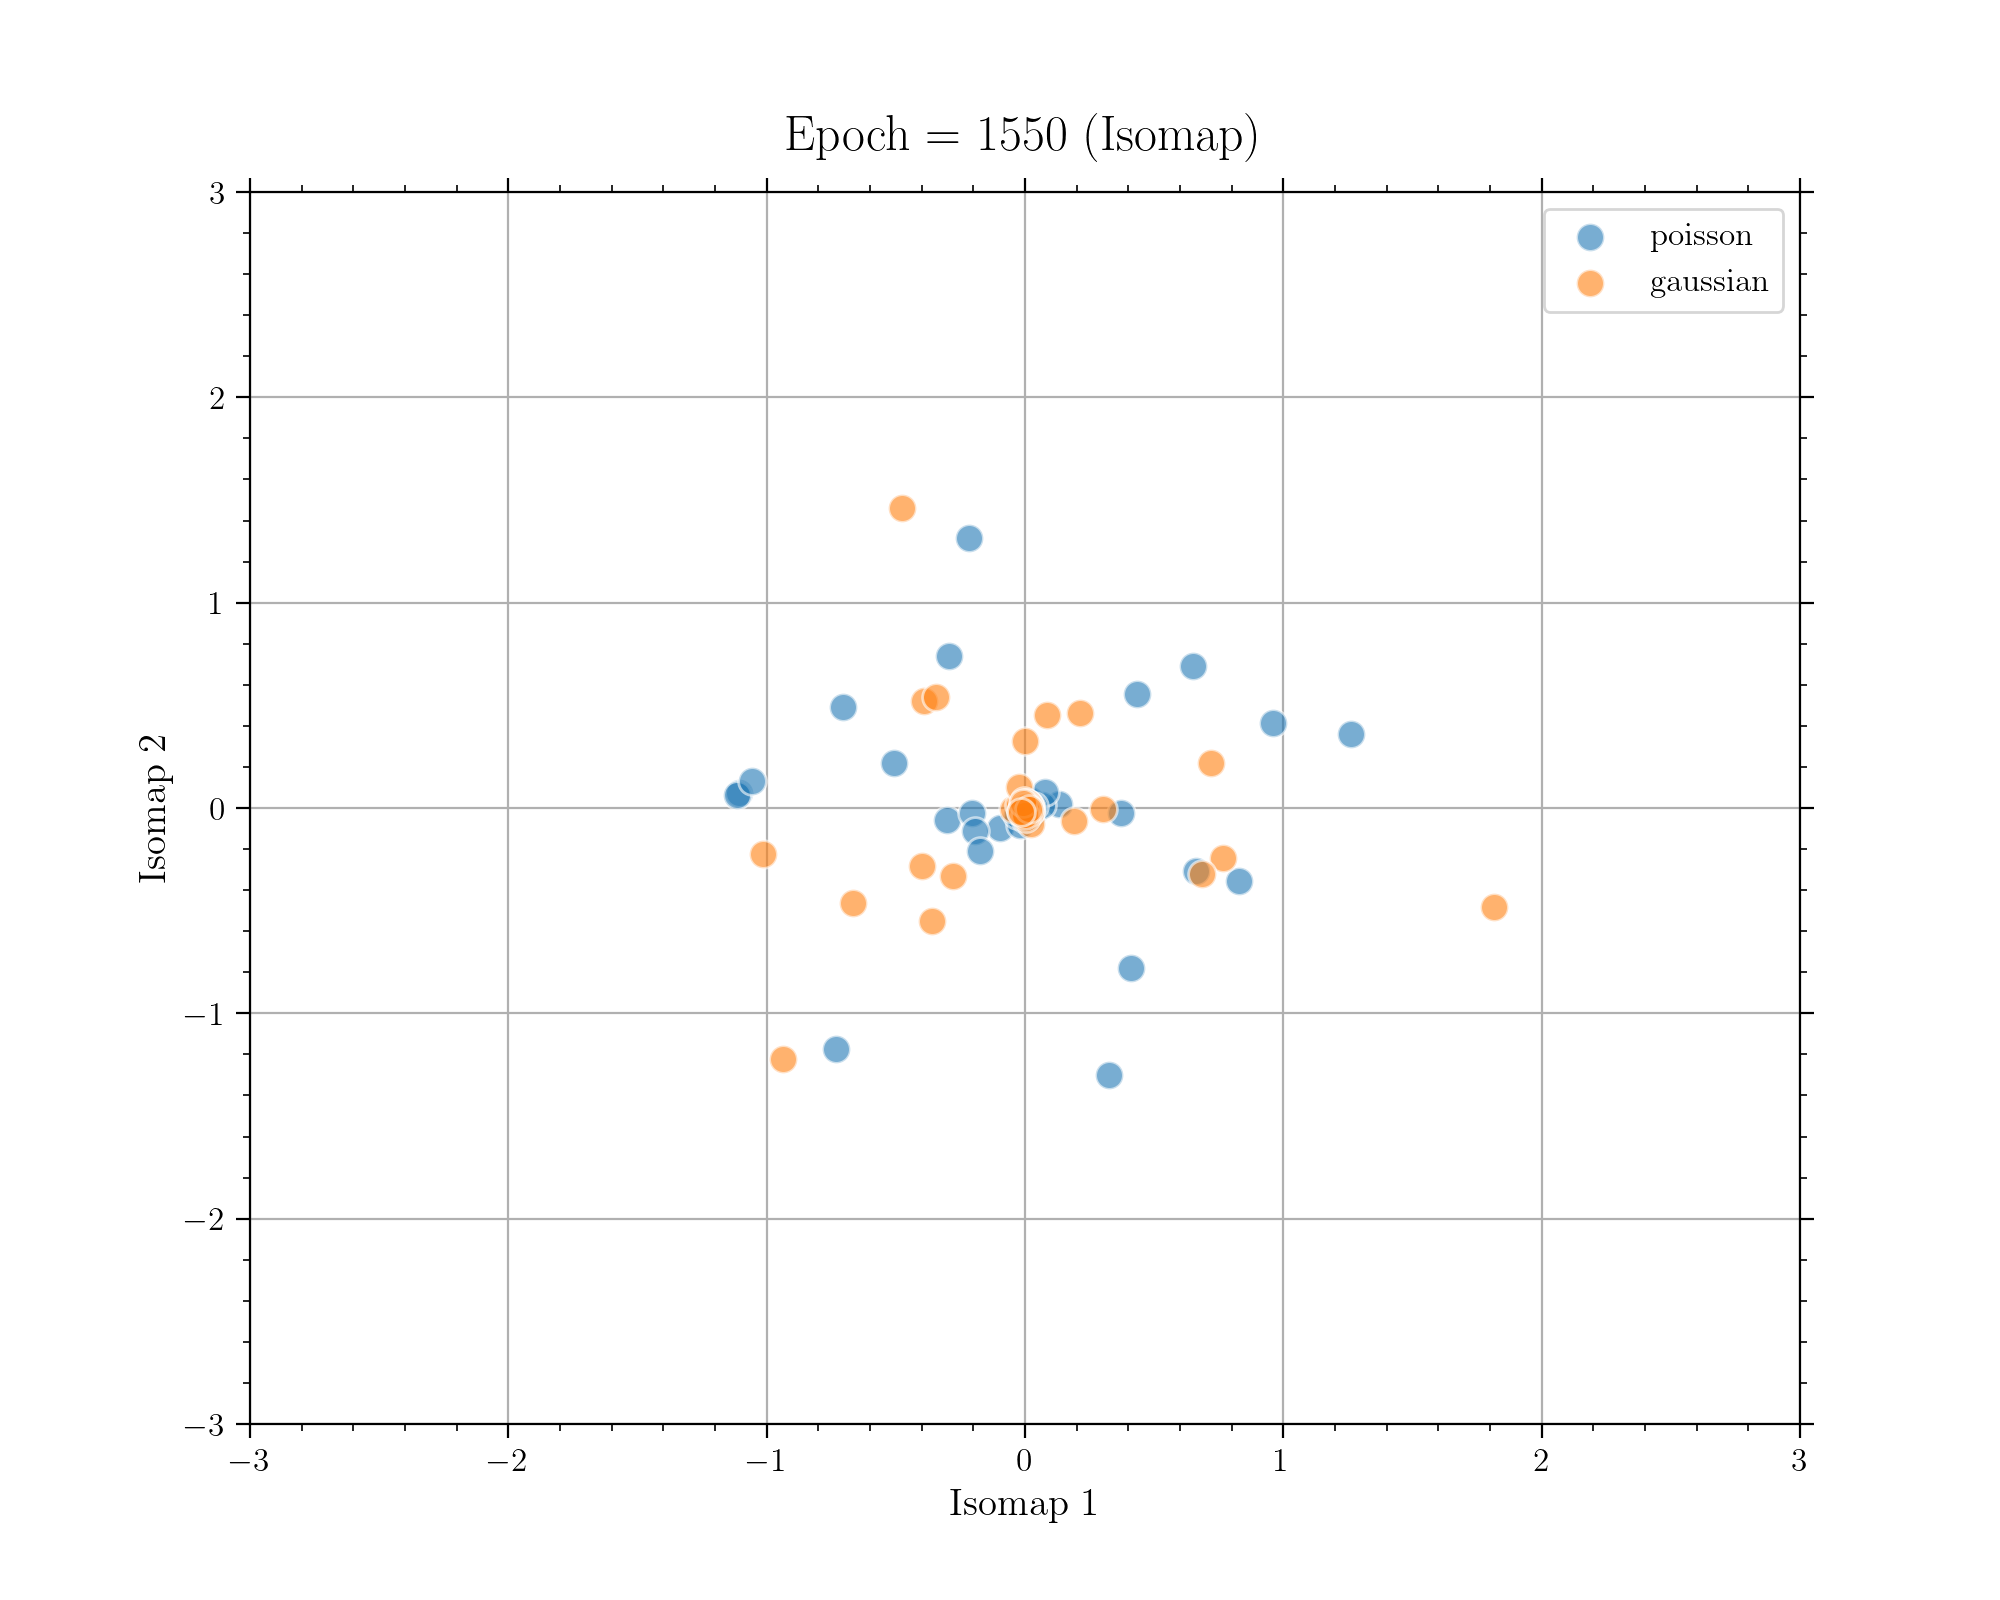 Epoch = 1550 (Isomap)
3
2
1
0
−1
−2
−3
Isomap 2
poisson
gaussian
−3 −2 −1 0 1 2 3
Isomap 1